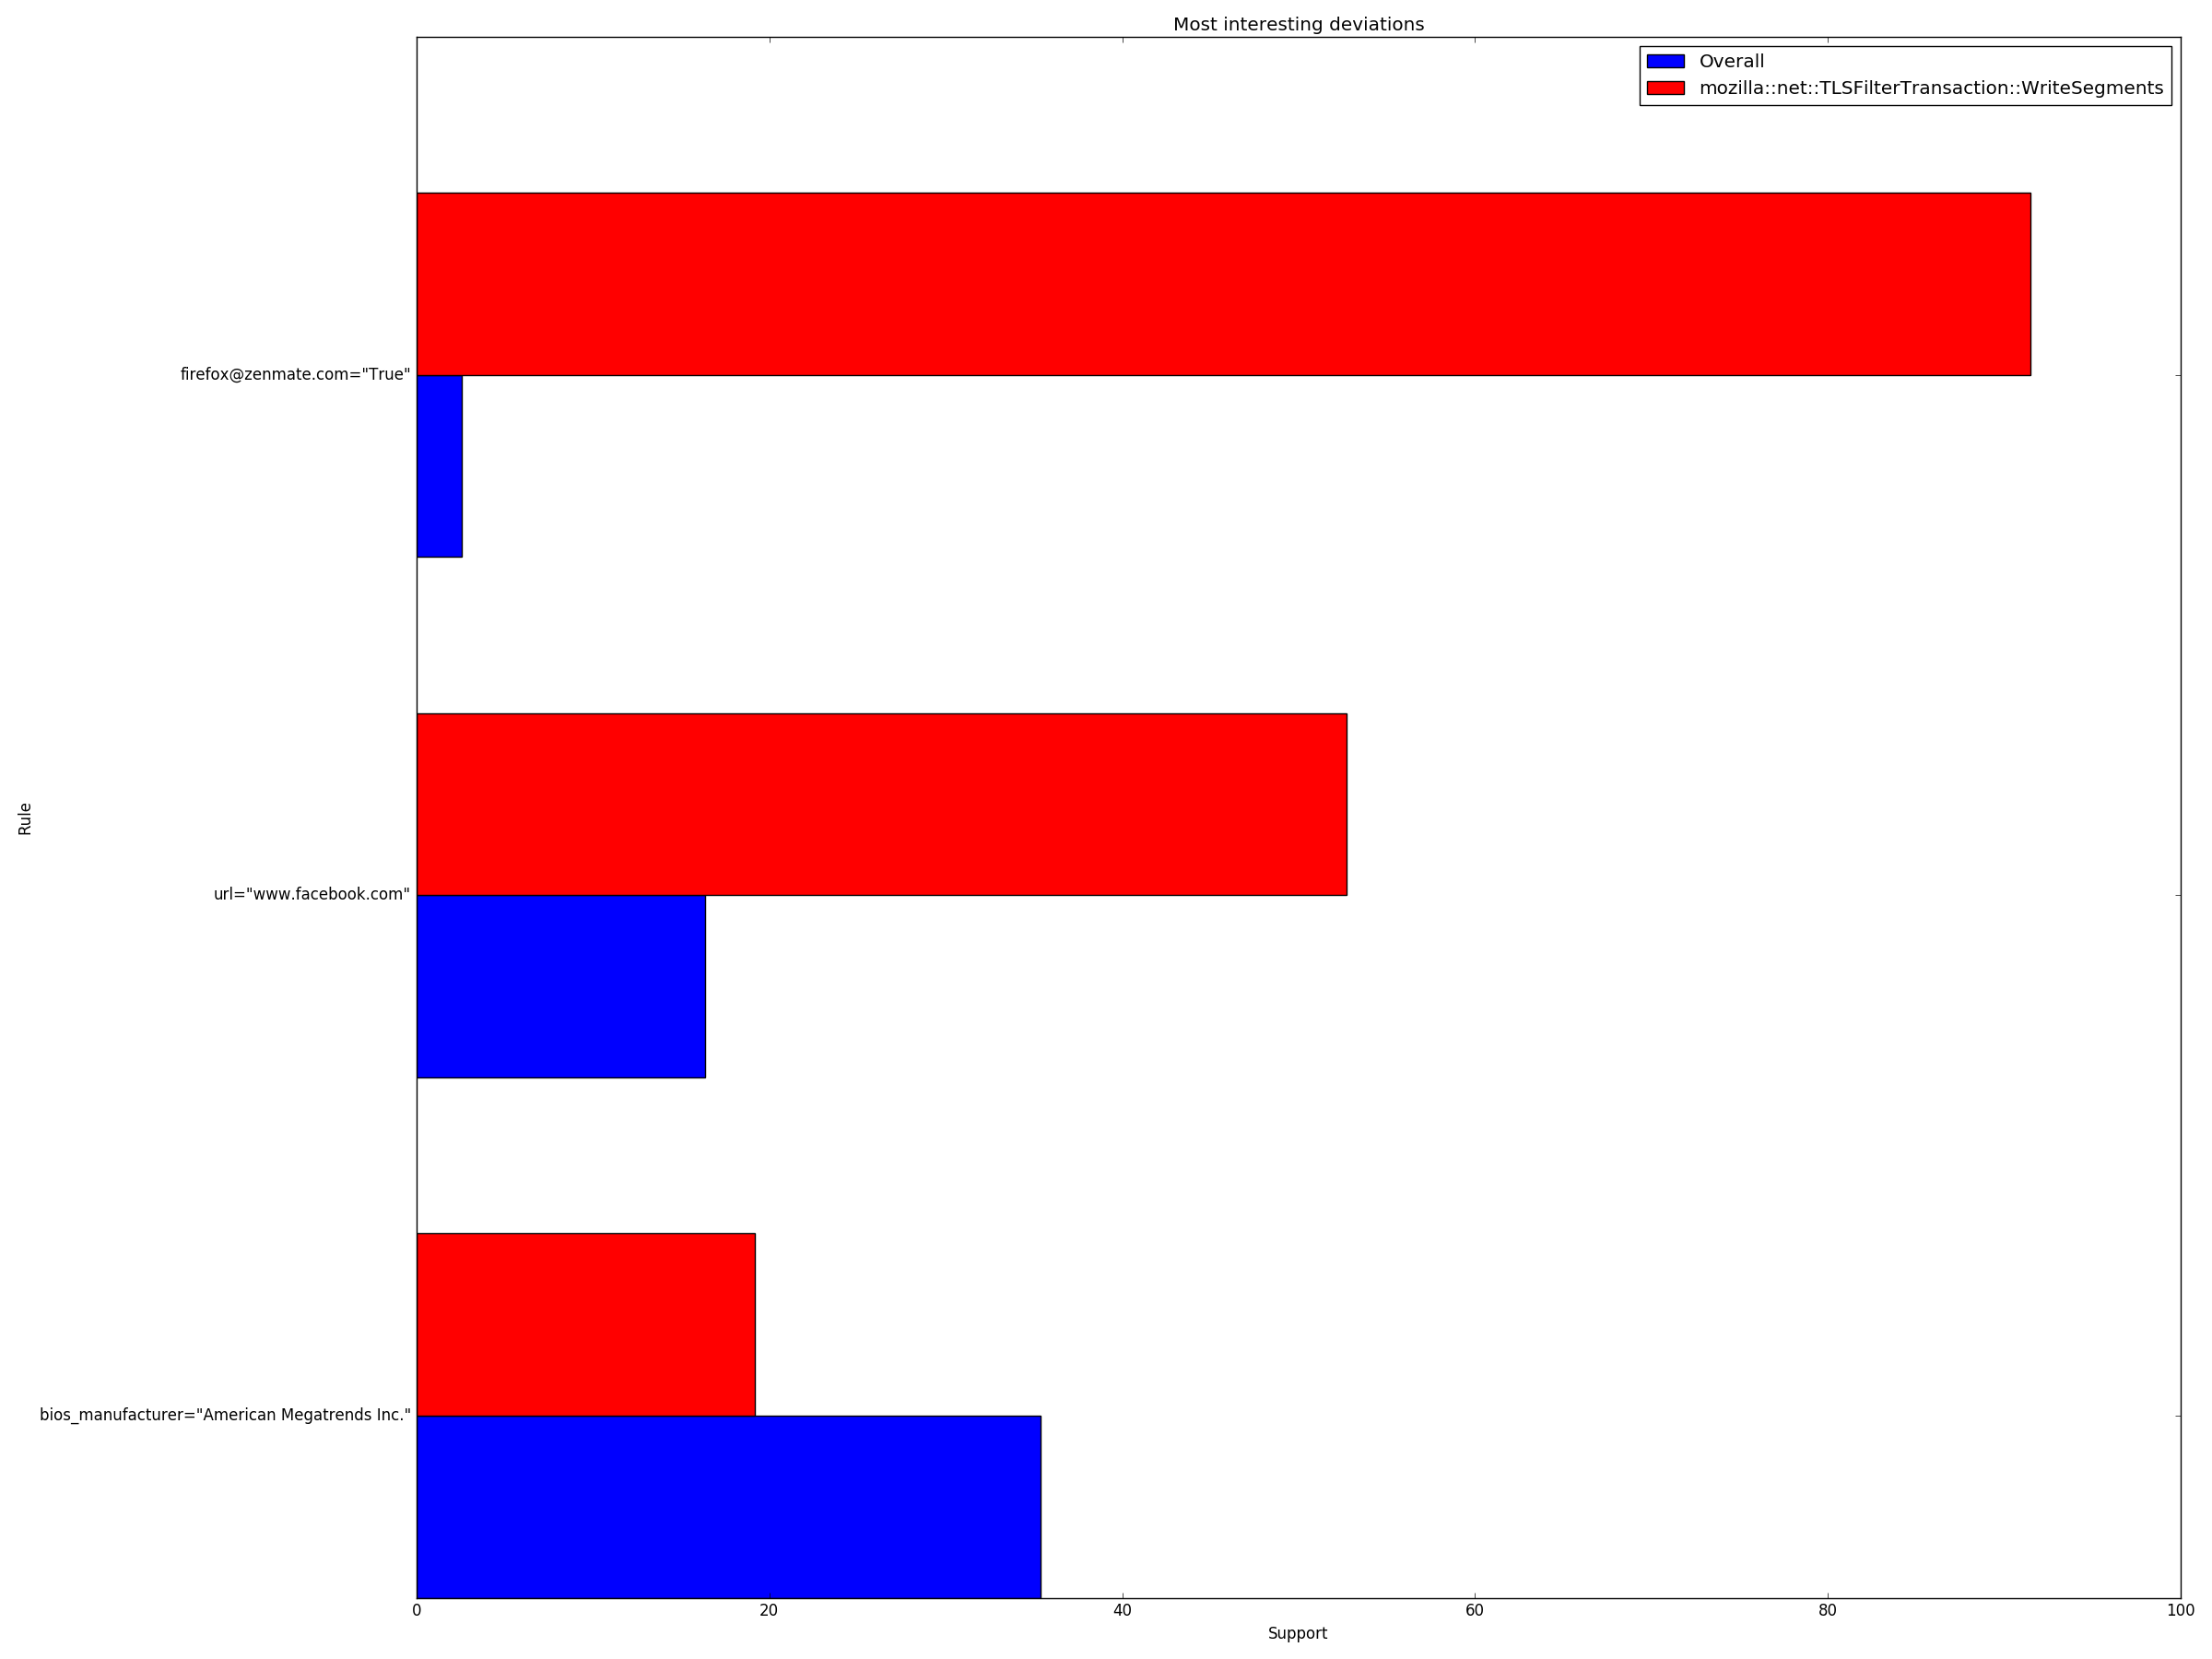 Most interesting deviations
Overall
mozilla::net::TLSFilterTransaction::WriteSegments
firefox@zenmate.com="True"
Rule
url="www.facebook.com"
bios_manufacturer="American Megatrends Inc."
0 20 40 60 80 100
Support